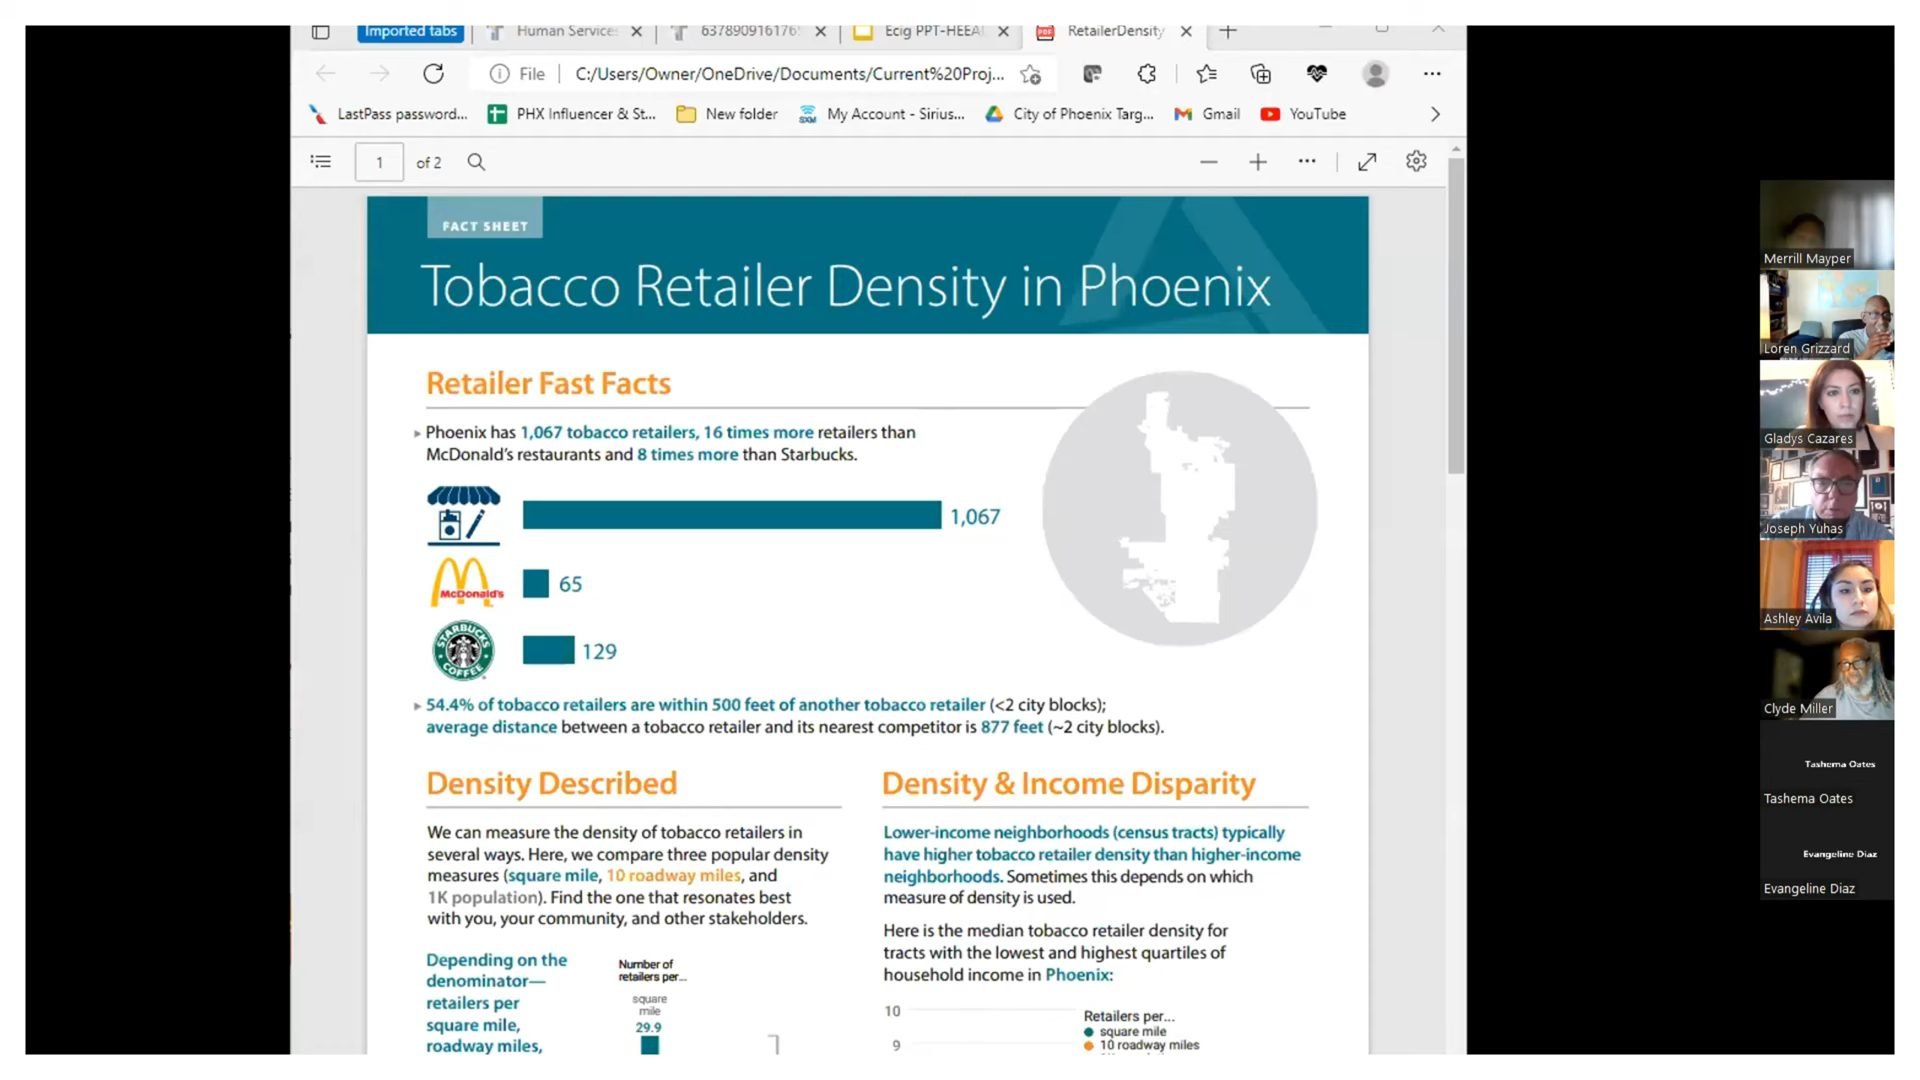 Imported tabs
Human Service:
637890916176
Ecig PPT-HEEA
RetailerDensity
File
C:/Users/Owner/OneDrive/Documents/Current%20Proj...
LastPass password...
PHX Influencer & St...
New folder
My Account - Sirius...
City of Phoenix Targ...
Gmail
YouTube
1 of 2
FACT SHEET
Tobacco Retailer Density in Phoenix
Retailer Fast Facts
Phoenix has 1,067 tobacco retailers, 16 times more retailers than
McDonald's restaurants and 8 times more than Starbucks.
1,067
McDonald's
65
STARBUCKS
COFFEE
129
54.4% of tobacco retailers are within 500 feet of another tobacco retailer (<2 city blocks);
average distance between a tobacco retailer and its nearest competitor is 877 feet (~2 city blocks).
Density Described
We can measure the density of tobacco retailers in
several ways. Here, we compare three popular density
measures (square mile, 10 roadway miles, and
1K population). Find the one that resonates best
with you, your community, and other stakeholders.
Depending on the
denominator—
retailers per
square mile,
roadway miles,
Number of
retailers per...
square
mile
29.9
Density & Income Disparity
Lower-income neighborhoods (census tracts) typically
have higher tobacco retailer density than higher-income
neighborhoods. Sometimes this depends on which
measure of density is used.
Here is the median tobacco retailer density for
tracts with the lowest and highest quartiles of
household income in Phoenix:
10
9
Retailers per...
square mile
10 roadway miles
Merrill Mayper
Loren Grizzard
Gladys Cazares
Joseph Yuhas
Ashley Avila
Clyde Miller
Tashema Oates
Tashema Oates
Evangeline Diaz
Evangeline Diaz